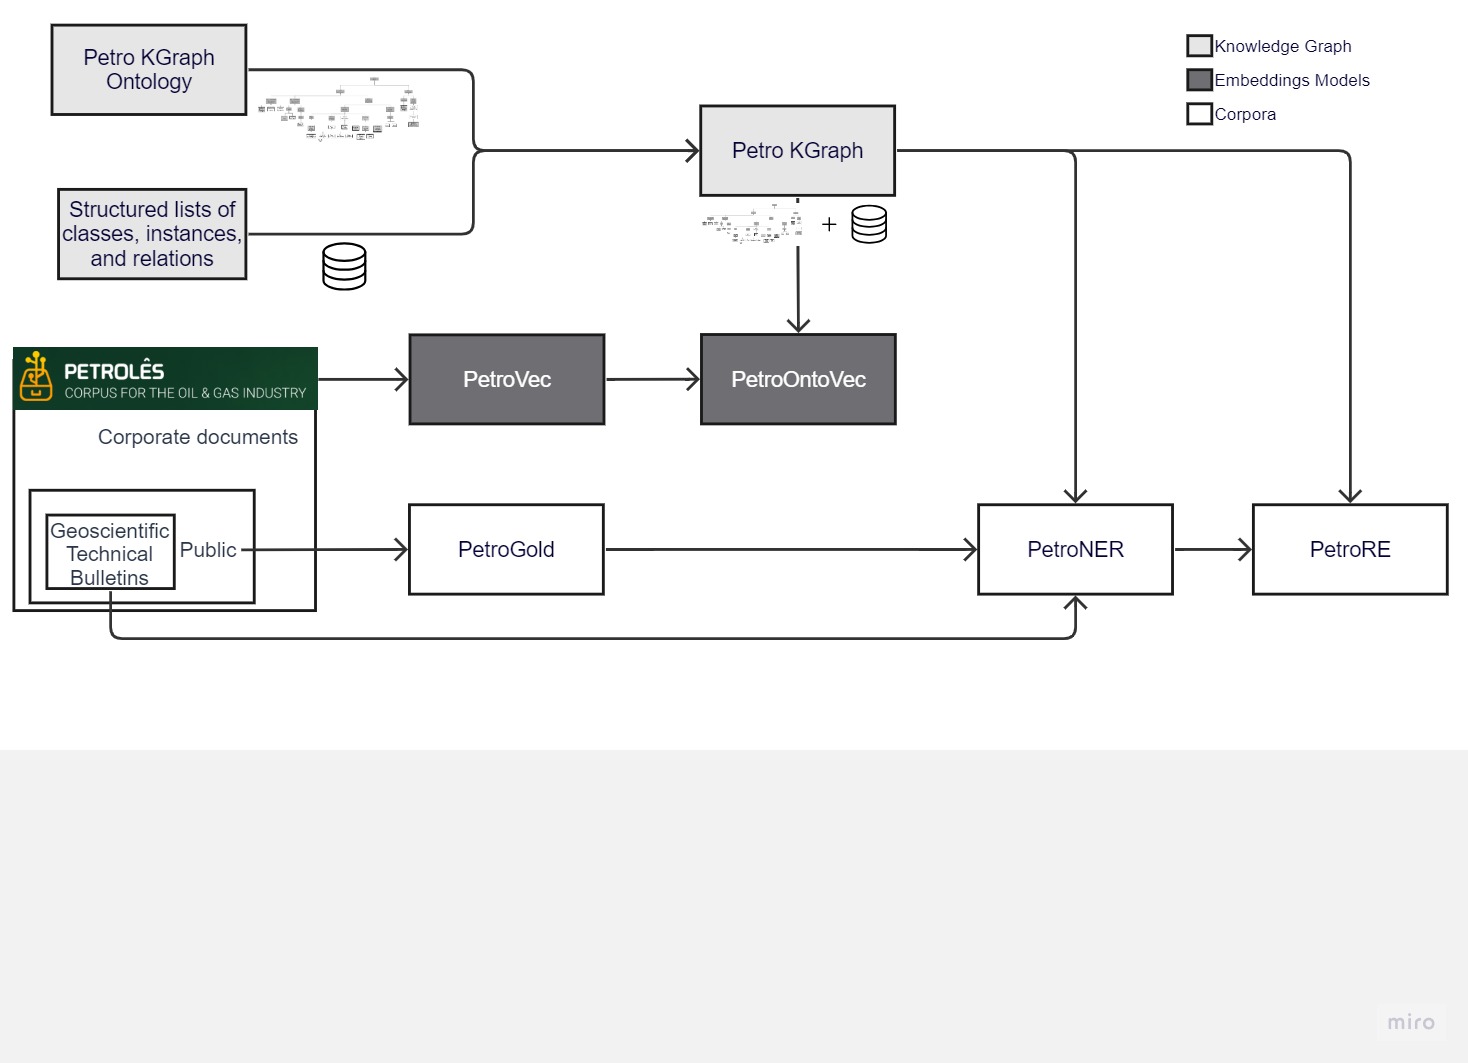 Petro KGraph
Ontology
Knowledge Graph
Embeddings Models
Corpora
Petro KGraph
Structured lists of
classes, instances,
and relations
+
PETROLÊS
CORPUS FOR THE OIL & GAS INDUSTRY
PetroVec
PetroOntoVec
Corporate documents
Geoscientific
Technical
Bulletins
Public
PetroGold
PetroNER
PetroRE
miro